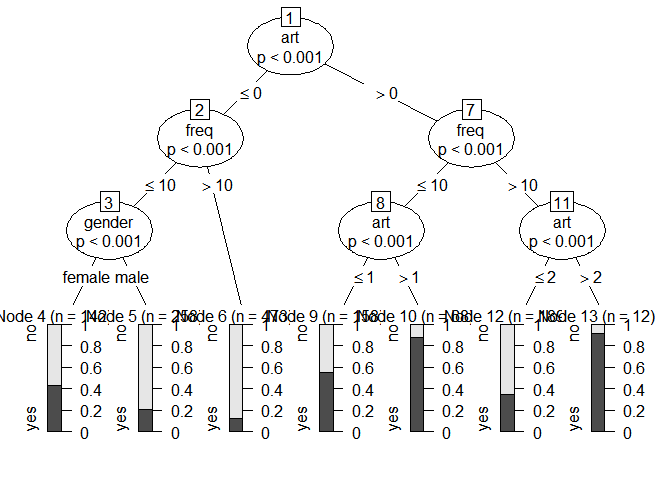 1
art
p < 0.001
≤ 0
> 0
2
freq
p < 0.001
7
freq
p < 0.001
≤ 10
> 10
≤ 10
> 10
3
gender
p < 0.001
8
art
p < 0.001
11
art
p < 0.001
female male
≤ 1
> 1
≤ 2
> 2
Node 4 (n =
Node 5 (n =
Node 6 (n =
Node 9 (n =
Node 10 (n =
Node 12 (n
Node 13 (n = 12)
no
yes
1
0.8
0.6
0.4
0.2
0
no
yes
1
0.8
0.6
0.4
0.2
0
no
yes
1
0.8
0.6
0.4
0.2
0
no
yes
1
0.8
0.6
0.4
0.2
0
no
yes
1
0.8
0.6
0.4
0.2
0
no
yes
1
0.8
0.6
0.4
0.2
0
no
yes
1
0.8
0.6
0.4
0.2
0